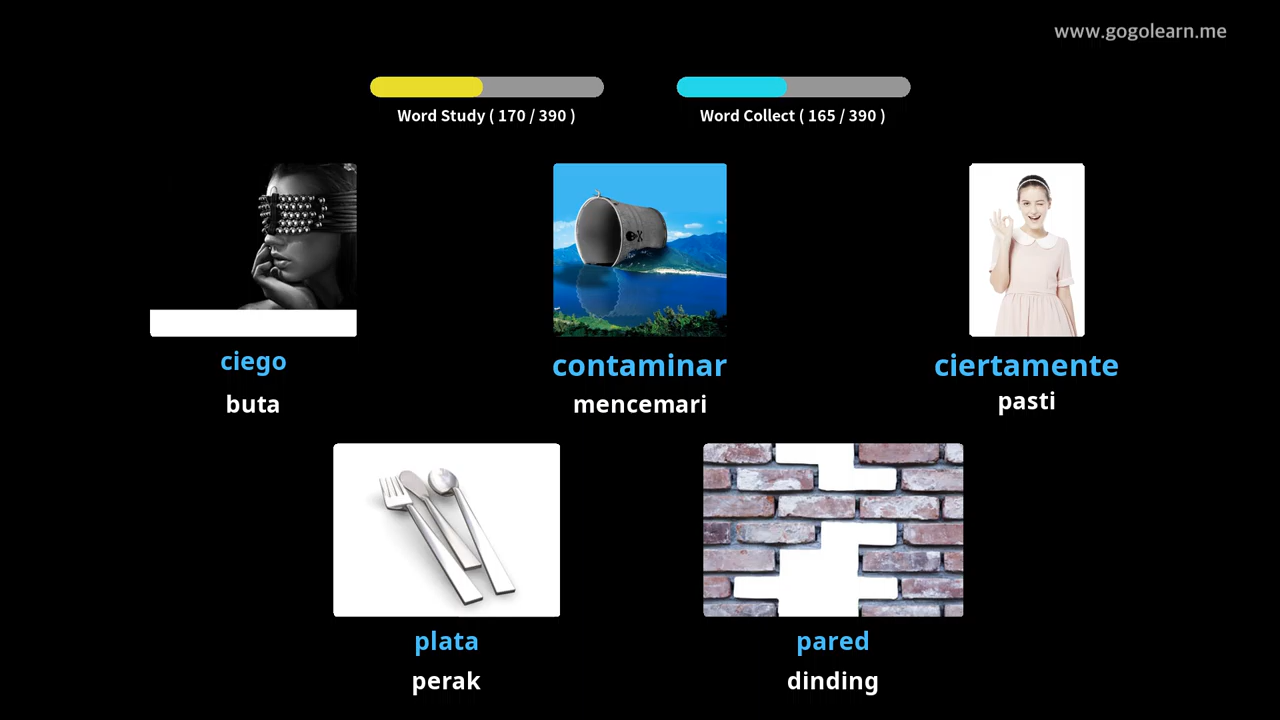 www.gogolearn.me
Word Study ( 170 / 390 )
Word Collect ( 165 / 390 )
ciego
contaminar
ciertamente
buta
mencemari
pasti
plata
pared
perak
dinding